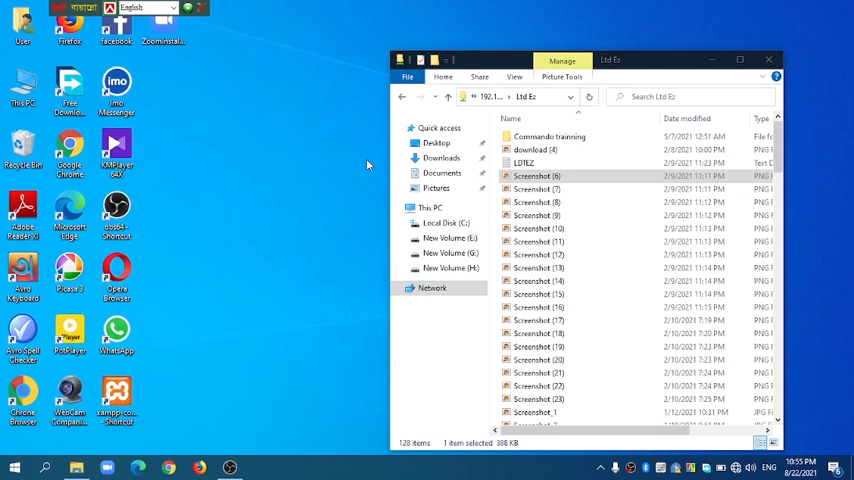 বায়ান্নো English
User Firefox facebook Zoominstal...
This PC Free Downlo... Imo Messenger
Recycle Bin Google Chrome KMPlayer 64X
Adobe Reader XI Microsoft Edge obs64 - Shortcut
Avro Keyboard Picasa 3 Opera Browser
Avro Spell Checker PotPlayer WhatsApp
Chrome Browser WebCam Compani... xampp+co... - Shortcut
Manage Ltd Ez
File Home Share View Picture Tools
« 192.1... › Ltd Ez Search Ltd Ez
Quick access
Desktop
Downloads
Documents
Pictures
This PC
Local Disk (C:)
New Volume (E:)
New Volume (G:)
New Volume (H:)
Network
Name Date modified Type
Commando trainning 5/7/2021 12:51 AM File fo
download (4) 2/8/2021 10:00 PM PNG F
LDTEZ 2/9/2021 11:23 PM Text D
Screenshot (6) 2/9/2021 11:11 PM PNG F
Screenshot (7) 2/9/2021 11:11 PM PNG F
Screenshot (8) 2/9/2021 11:12 PM PNG F
Screenshot (9) 2/9/2021 11:12 PM PNG F
Screenshot (10) 2/9/2021 11:13 PM PNG F
Screenshot (11) 2/9/2021 11:13 PM PNG F
Screenshot (12) 2/9/2021 11:13 PM PNG F
Screenshot (13) 2/9/2021 11:14 PM PNG F
Screenshot (14) 2/9/2021 11:14 PM PNG F
Screenshot (15) 2/9/2021 11:14 PM PNG F
Screenshot (16) 2/9/2021 11:14 PM PNG F
Screenshot (17) 2/10/2021 7:19 PM PNG F
Screenshot (18) 2/10/2021 7:20 PM PNG F
Screenshot (19) 2/10/2021 7:23 PM PNG F
Screenshot (20) 2/10/2021 7:23 PM PNG F
Screenshot (21) 2/10/2021 7:24 PM PNG F
Screenshot (22) 2/10/2021 7:24 PM PNG F
Screenshot (23) 2/10/2021 7:25 PM PNG F
Screenshot_1 1/12/2021 10:31 PM JPG Fi
128 items 1 item selected 388 KB
ENG 10:55 PM
8/22/2021